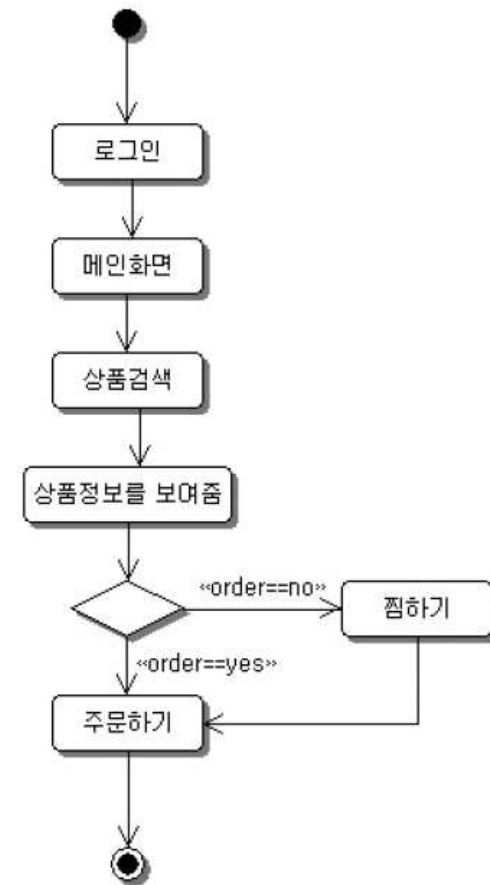 로그인
메인화면
상품검색
상품정보를 보여줌
«order==no»
찜하기
«order==yes»
주문하기